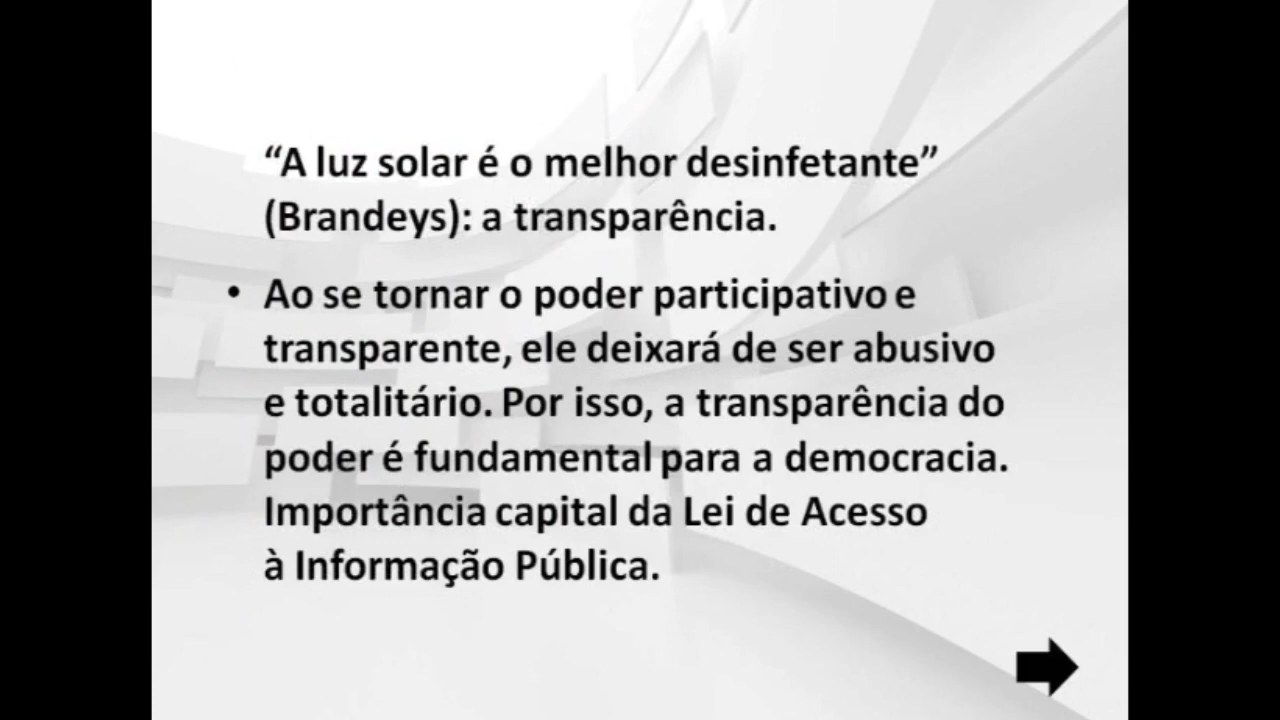 “A luz solar é o melhor desinfetante”
(Brandeys): a transparência.
• Ao se tornar o poder participativo e
transparente, ele deixará de ser abusivo
e totalitário. Por isso, a transparência do
poder é fundamental para a democracia.
Importância capital da Lei de Acesso
à Informação Pública.